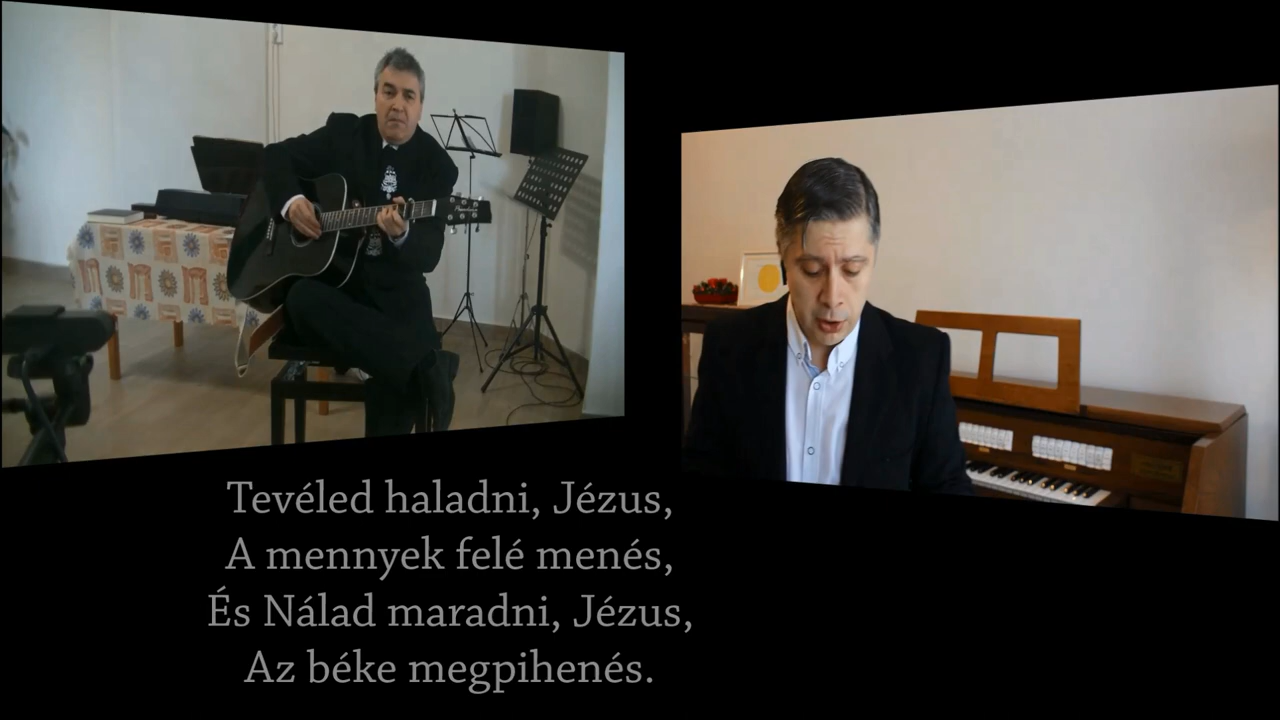 Tevéled haladni, Jézus,
A mennyek felé menés,
És Nálad maradni, Jézus,
Az béke megpihenés.